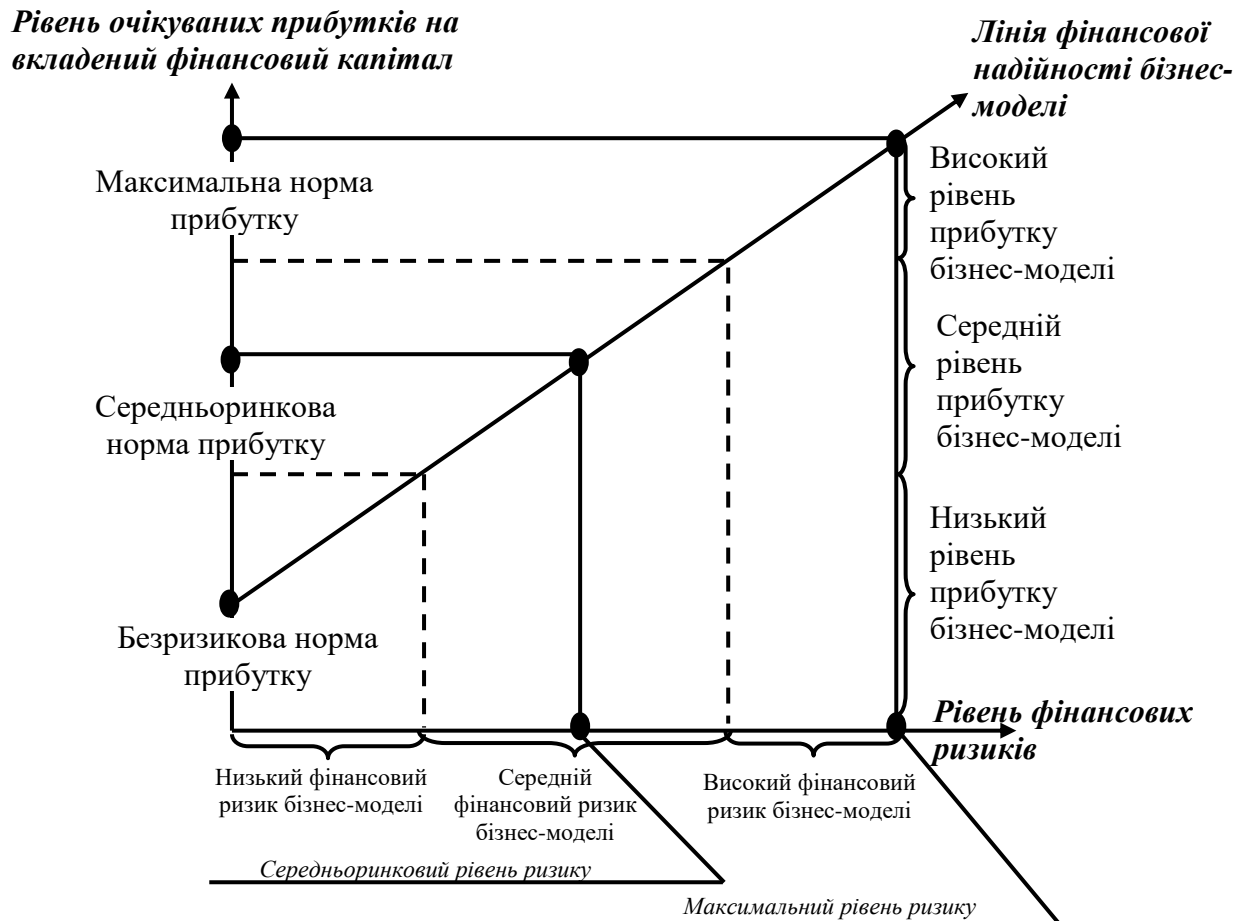 Рівень очікуваних прибутків на
вкладений фінансовий капітал
Лінія фінансової
надійності бізнес-
моделі
Максимальна норма
прибутку
Високий
рівень
прибутку
бізнес-моделі
Середній
рівень
прибутку
бізнес-моделі
Середньоринкова
норма прибутку
Низький
рівень
прибутку
бізнес-моделі
Безризикова норма
прибутку
Рівень фінансових
ризиків
Низький фінансовий
ризик бізнес-моделі
Середній
фінансовий ризик
бізнес-моделі
Високий фінансовий
ризик бізнес-моделі
Середньоринковий рівень ризику
Максимальний рівень ризику